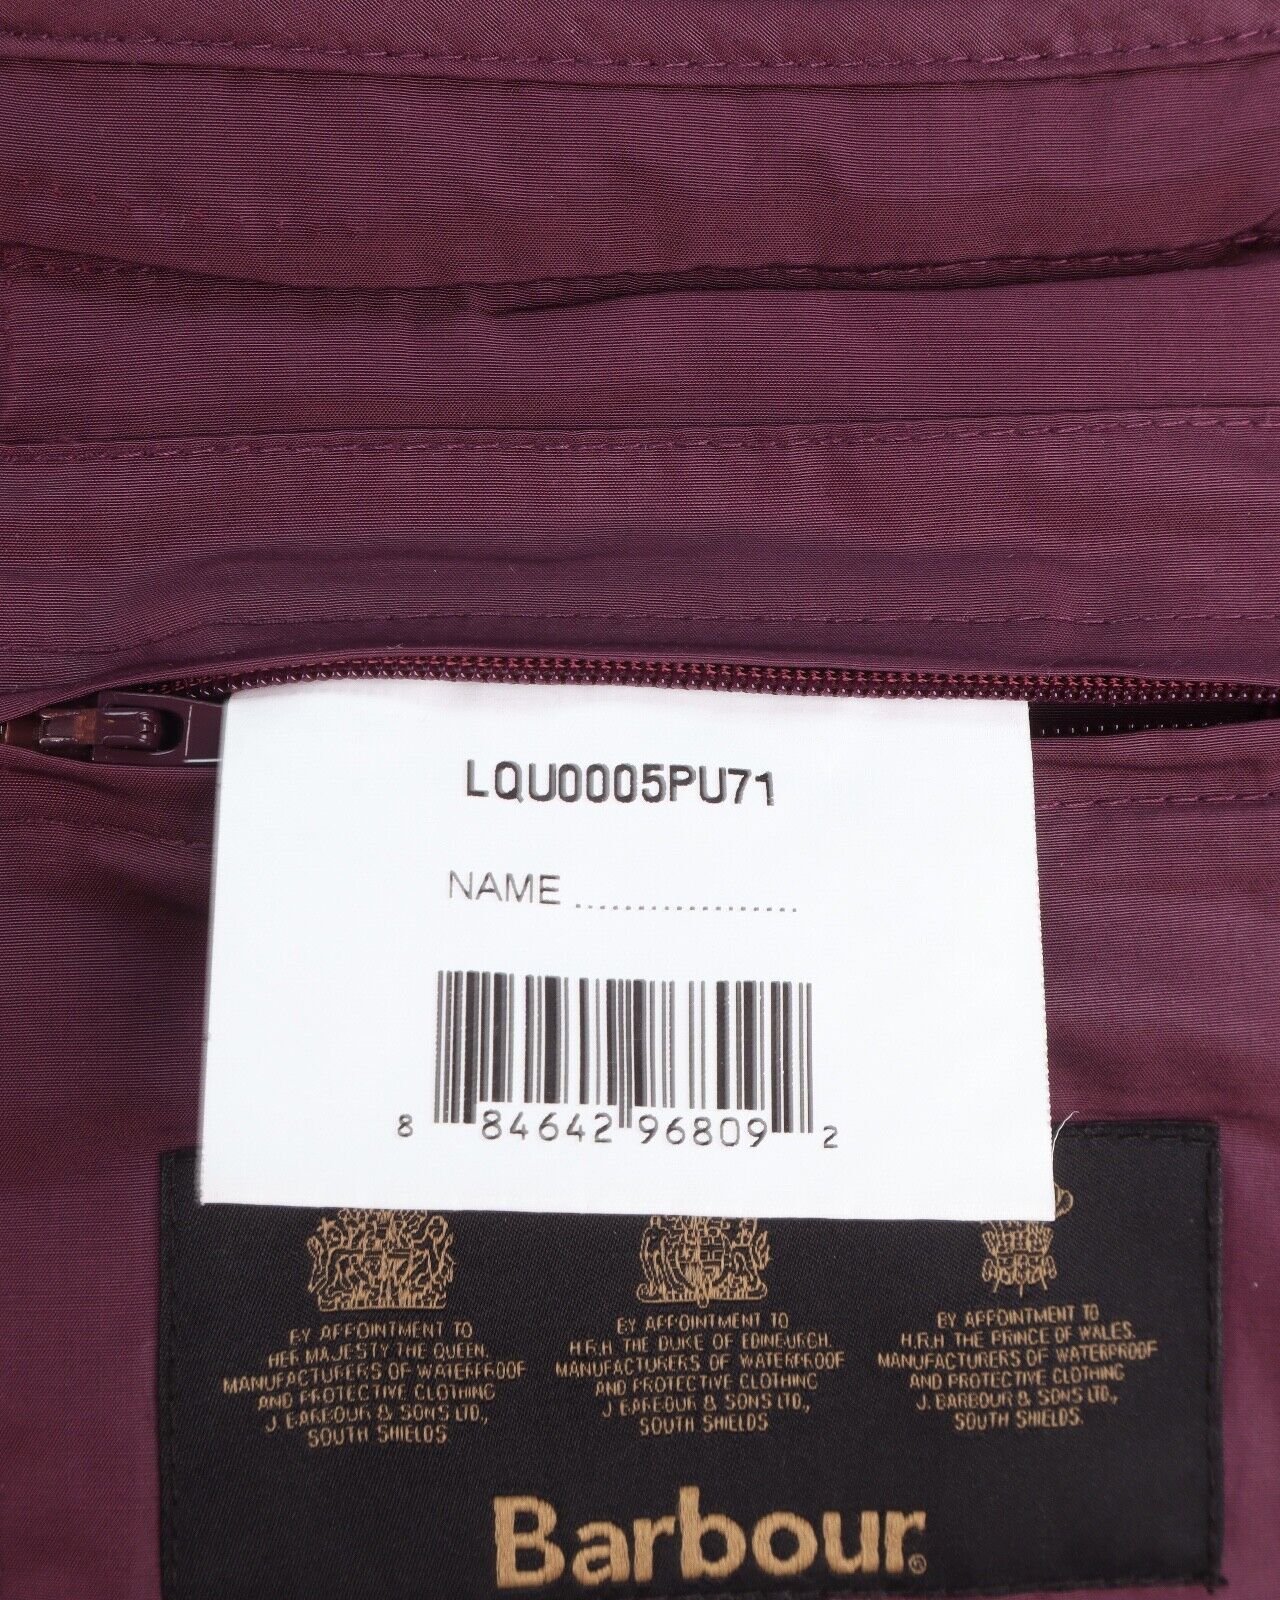 LQU0005PU71
NAME ..................
8 84642 96809 2
BY APPOINTMENT TO
HER MAJESTY THE QUEEN
MANUFACTURERS OF WATERPROOF
AND PROTECTIVE CLOTHING
J. BARBOUR & SONS LTD.,
SOUTH SHIELDS
BY APPOINTMENT TO
H.R.H. THE DUKE OF EDINBURGH
MANUFACTURERS OF WATERPROOF
AND PROTECTIVE CLOTHING
J. BARBOUR & SONS LTD.,
SOUTH SHIELDS
BY APPOINTMENT TO
H.R.H THE PRINCE OF WALES.
MANUFACTURERS OF WATERPROOF
AND PROTECTIVE CLOTHING
J. BARBOUR & SONS LTD.,
SOUTH SHIELDS.
Barbour®